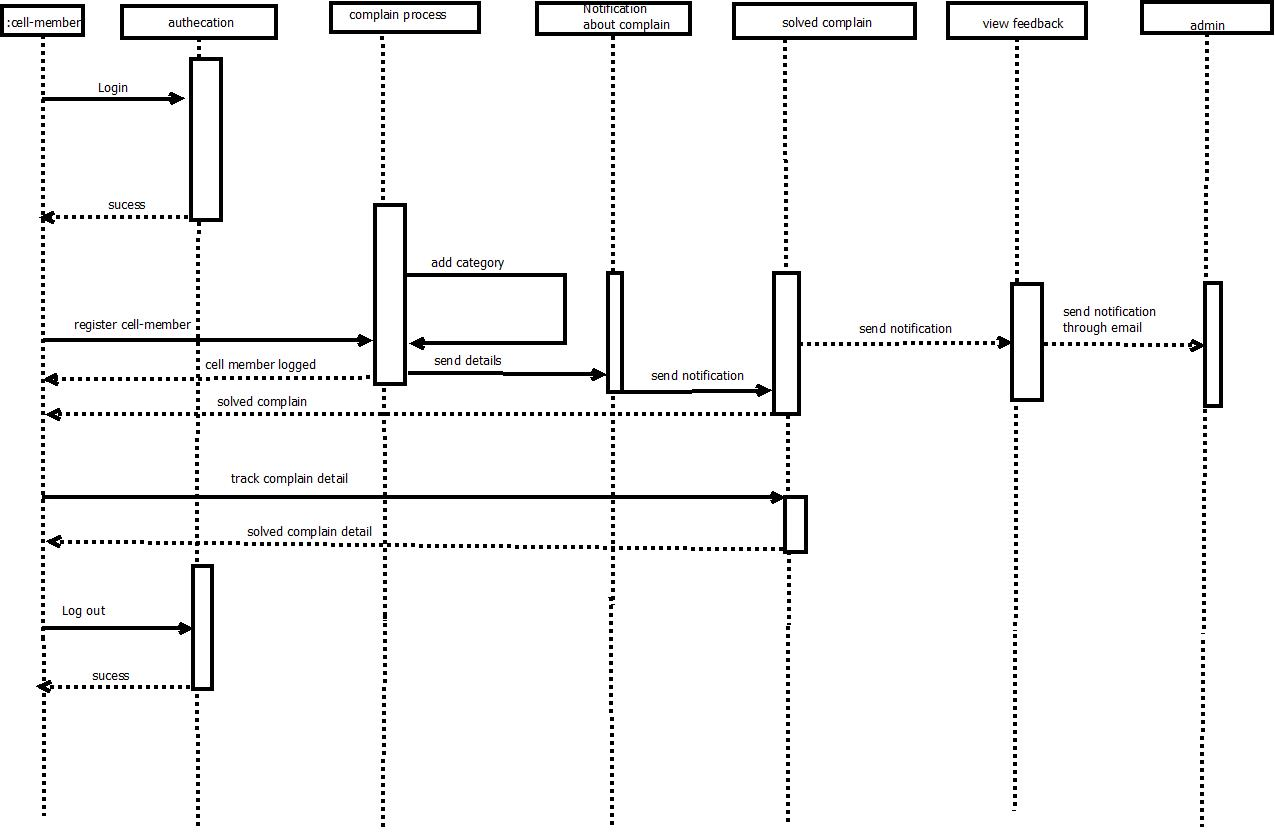 :cell-member
authecation
complain process
Notification
about complain
solved complain
view feedback
admin
Login
sucess
add category
register cell-member
send notification
send notification
through email
cell member logged
send details
send notification
solved complain
track complain detail
solved complain detail
Log out
sucess